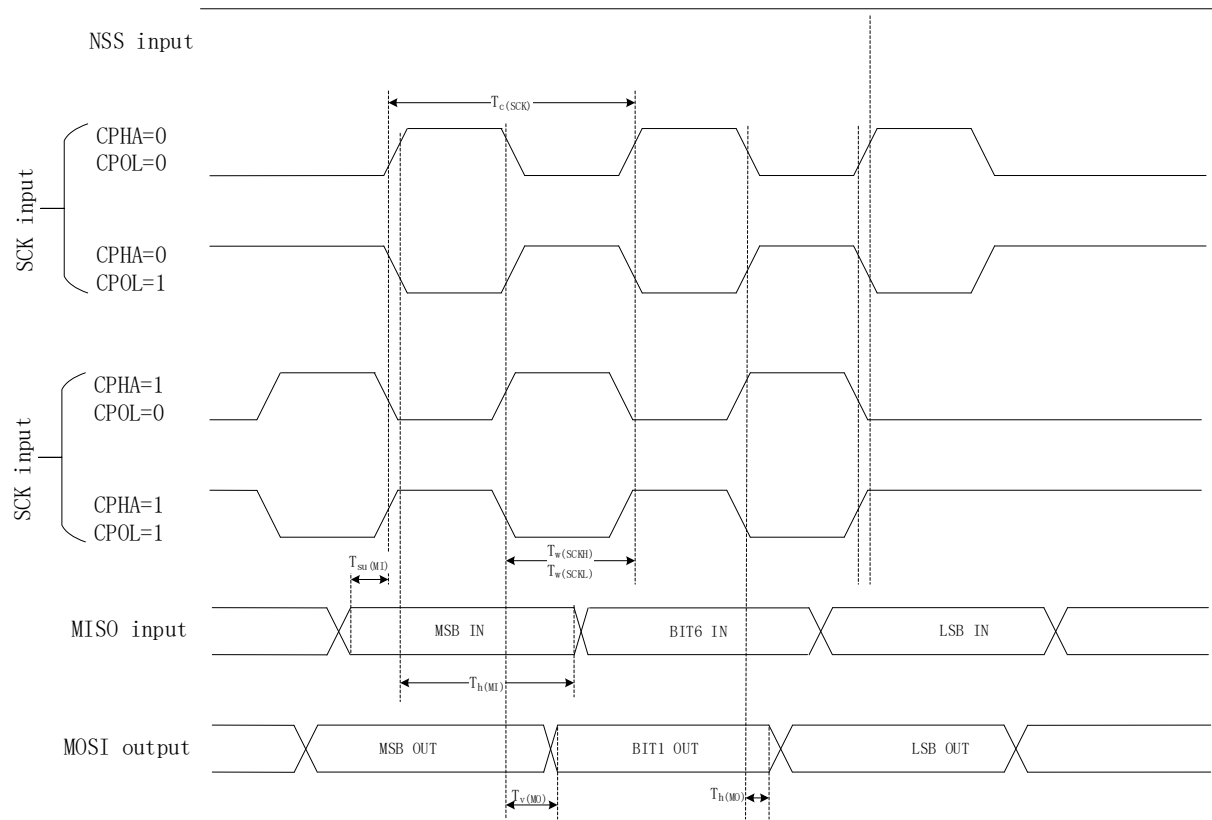 NSS input
Tc(SCK)
CPHA=0
CPOL=0
SCK input
CPHA=0
CPOL=1
CPHA=1
CPOL=0
SCK input
CPHA=1
CPOL=1
Tw(SCKH)
Tw(SCKL)
Tsu(MI)
MISO input
MSB IN
BIT6 IN
LSB IN
Th(MI)
MOSI output
MSB OUT
BIT1 OUT
LSB OUT
Tv(MO)
Th(MO)